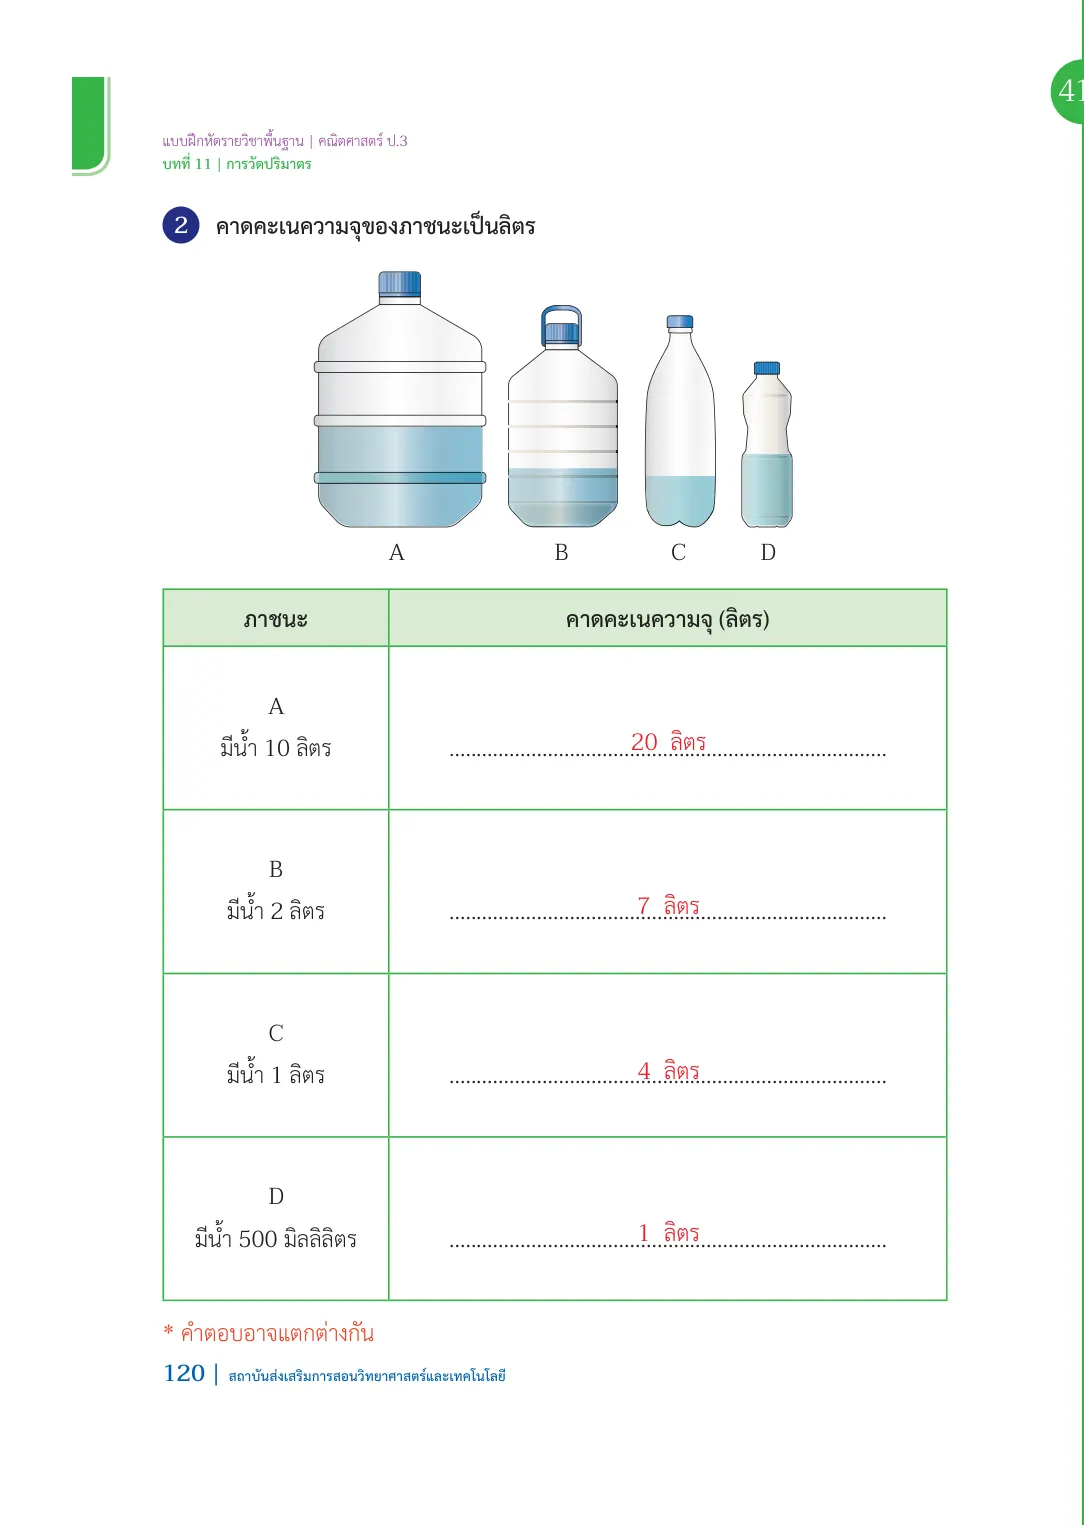 41
แบบฝึกหัดรายวิชาพื้นฐาน | คณิตศาสตร์ ป.3
บทที่ 11 | การวัดปริมาตร
2 คาดคะเนความจุของภาชนะเป็นลิตร
A B C D
ภาชนะ คาดคะเนความจุ (ลิตร)
A
มีน้ำ 10 ลิตร 20 ลิตร
B
มีน้ำ 2 ลิตร 7 ลิตร
C
มีน้ำ 1 ลิตร 4 ลิตร
D
มีน้ำ 500 มิลลิลิตร 1 ลิตร
* คำตอบอาจแตกต่างกัน
120 | สถาบันส่งเสริมการสอนวิทยาศาสตร์และเทคโนโลยี